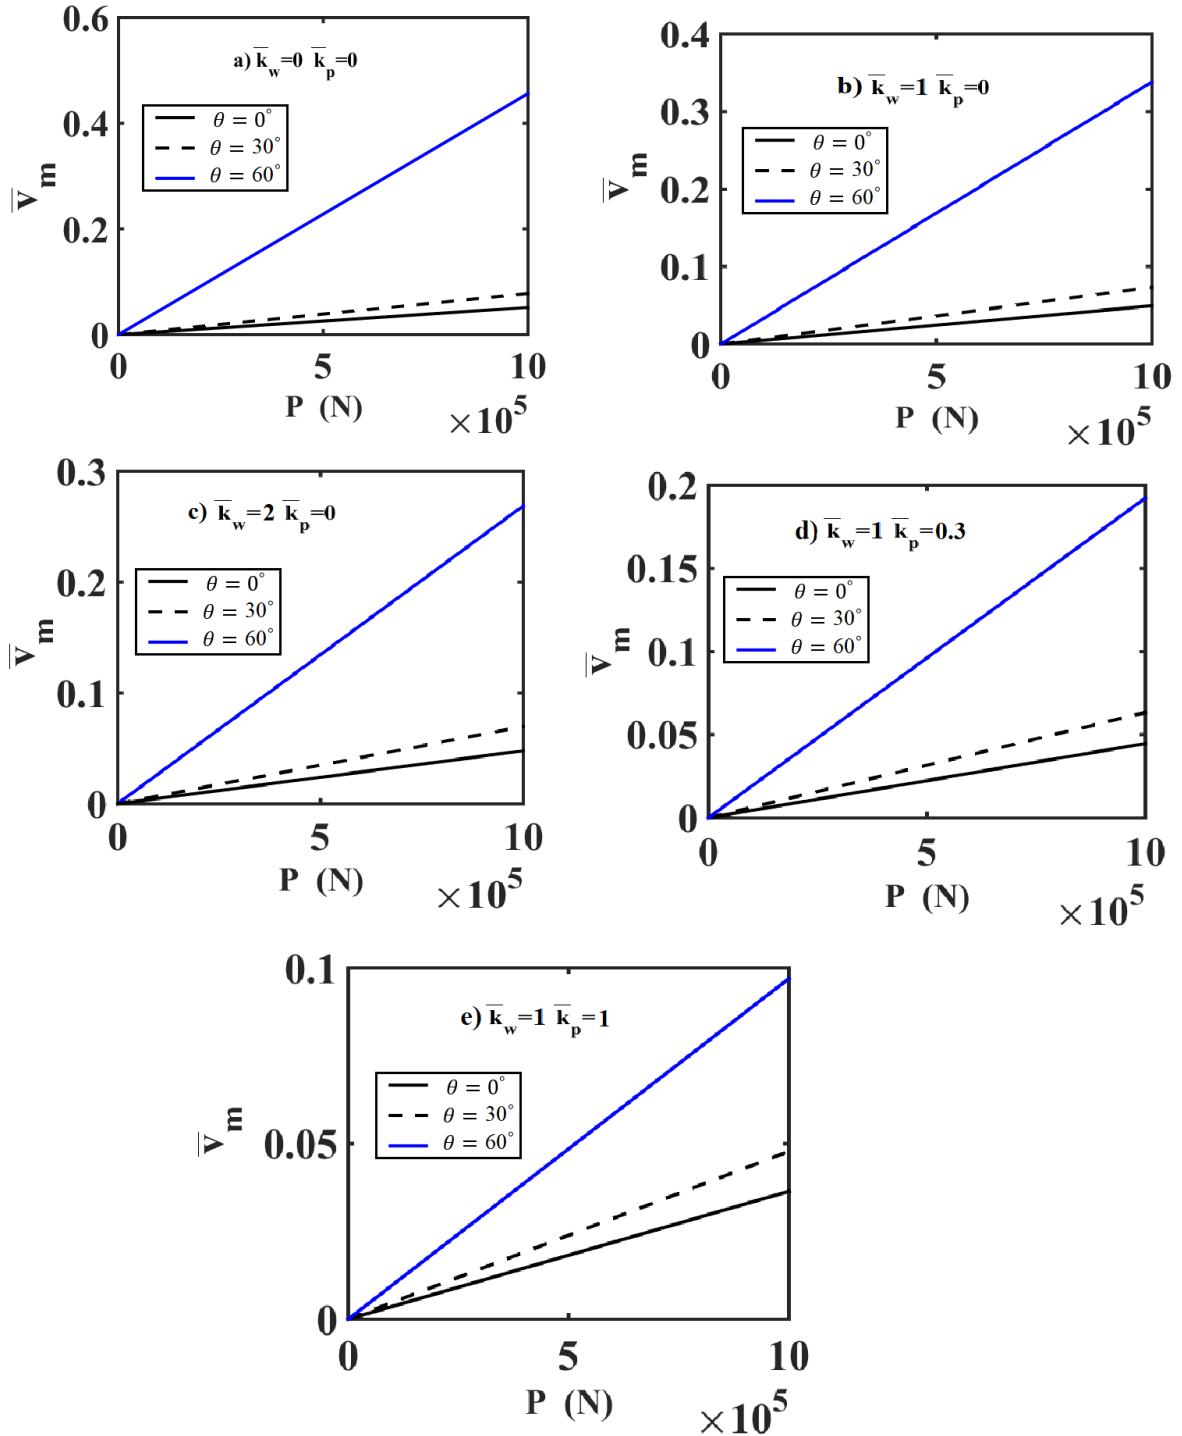 0.6
a) k̅w=0 k̅p=0
θ = 0°
θ = 30°
θ = 60°
0.4
0.2
0
v̅m
0 5 10
P (N)
×10⁵
0.4
b) k̅w=1 k̅p=0
θ = 0°
θ = 30°
θ = 60°
0.3
0.2
0.1
0
v̅m
0 5 10
P (N)
×10⁵
0.3
c) k̅w=2 k̅p=0
θ = 0°
θ = 30°
θ = 60°
0.2
0.1
0
v̅m
0 5 10
P (N)
×10⁵
0.2
d) k̅w=1 k̅p=0.3
θ = 0°
θ = 30°
θ = 60°
0.15
0.1
0.05
0
v̅m
0 5 10
P (N)
×10⁵
0.1
e) k̅w=1 k̅p=1
θ = 0°
θ = 30°
θ = 60°
0.05
0
v̅m
0 5 10
P (N)
×10⁵